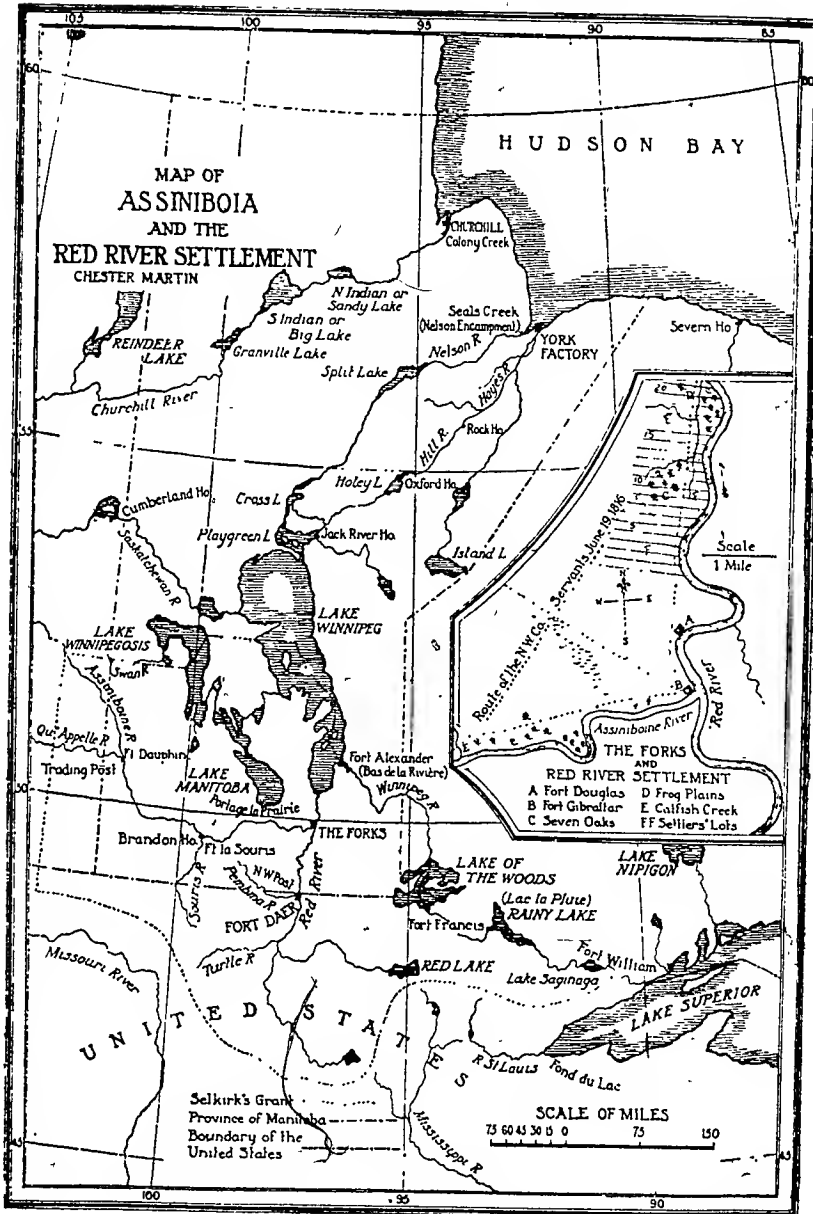 105
100
95
90
85
60
60
HUDSON BAY
MAP OF
ASSINIBOIA
AND THE
RED RIVER SETTLEMENT
CHESTER MARTIN
CHURCHILL
Colony Creek
N Indian or
Sandy Lake
S Indian or
Big Lake
Granville Lake
REINDEER
LAKE
Seals Creek
(Nelson Encampment)
Nelson R
YORK
FACTORY
Severn Ho
Split Lake
Hayes R
Churchill River
55
Hill R
Rock Ho
Holey L
Oxford Ho.
Cross L
Cumberland Ho.
Playgreen L
Jack River Ho.
Saskatchewan R
Island L
LAKE
WINNIPEG
LAKE
WINNIPEGOSIS
Swan R
Assiniboine R
Qu'Appelle R
Ft Dauphin
Trading Post
LAKE
MANITOBA
Portage la Prairie
Fort Alexander
(Bas de la Rivière)
Winnipeg R
50
Brandon Ho.
Ft la Souris
THE FORKS
Souris R
N W Post
Pembina R
FORT DAER
Red River
LAKE OF
THE WOODS
(Lac la Pluie)
RAINY LAKE
Fort Francis
LAKE
NIPIGON
Fort William
Lake Saginaga
LAKE SUPERIOR
Missouri River
Turtle R
RED LAKE
UNITED STATES
R St Louis
Fond du Lac
Mississippi R
Selkirk's Grant
Province of Manitoba
Boundary of the
United States
SCALE OF MILES
75 60 45 30 15 0 75 150
45
45
100
95
90
20
E
15
10
C
5
F
Scale
1 Mile
Route of the N.W.Co. Servants June 19, 1816
N
W E
S
A
B
Red River
Assiniboine River
THE FORKS
AND
RED RIVER SETTLEMENT
A Fort Douglas D Frog Plains
B Fort Gibraltar E Catfish Creek
C Seven Oaks FF Settlers' Lots